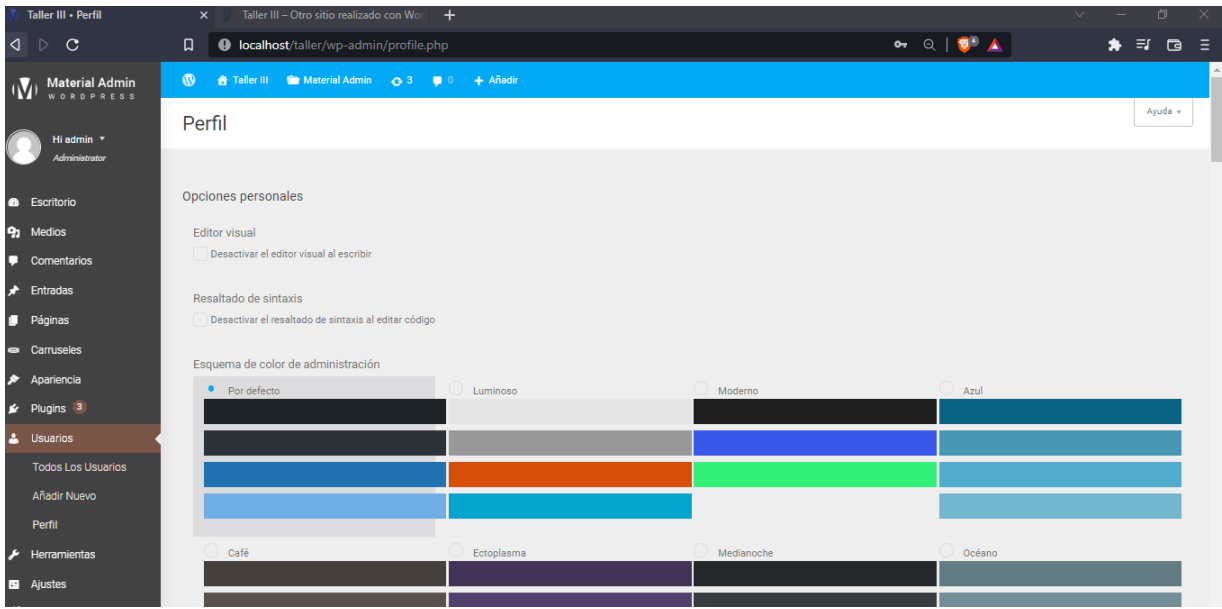 Taller III • Perfil
Taller III – Otro sitio realizado con Wor
localhost/taller/wp-admin/profile.php
4
Material Admin
WORDPRESS
Taller III
Material Admin
3
0
Añadir
Perfil
Ayuda
Hi admin
Administrator
Escritorio
Medios
Comentarios
Entradas
Páginas
Carruseles
Apariencia
Plugins 3
Usuarios
Todos Los Usuarios
Añadir Nuevo
Perfil
Herramientas
Ajustes
Opciones personales
Editor visual
Desactivar el editor visual al escribir
Resaltado de sintaxis
Desactivar el resaltado de sintaxis al editar código
Esquema de color de administración
Por defecto
Luminoso
Moderno
Azul
Café
Ectoplasma
Medianoche
Océano